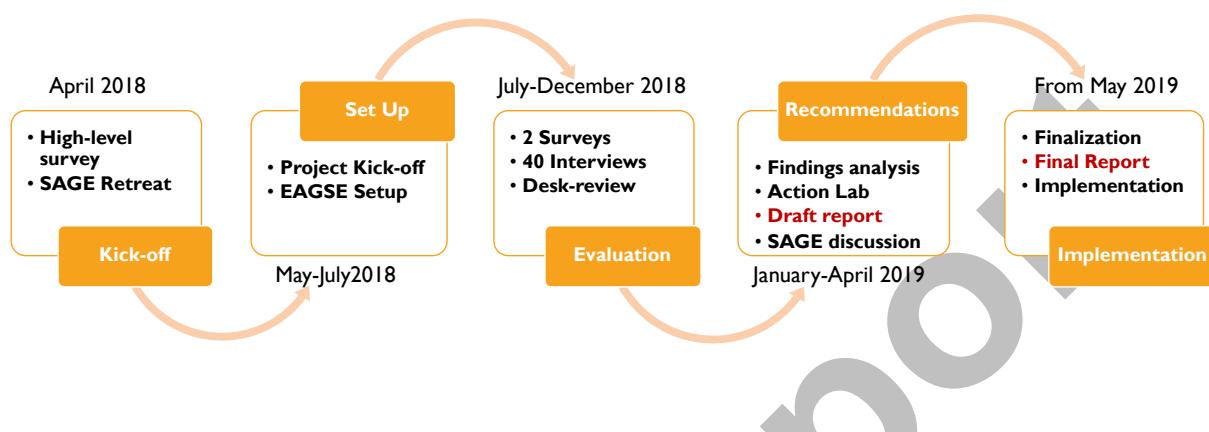 April 2018
• High-level
survey
• SAGE Retreat
Kick-off
Set Up
• Project Kick-off
• EAGSE Setup
May-July2018
July-December 2018
• 2 Surveys
• 40 Interviews
• Desk-review
Evaluation
Recommendations
• Findings analysis
• Action Lab
• Draft report
• SAGE discussion
January-April 2019
From May 2019
• Finalization
• Final Report
• Implementation
Implementation